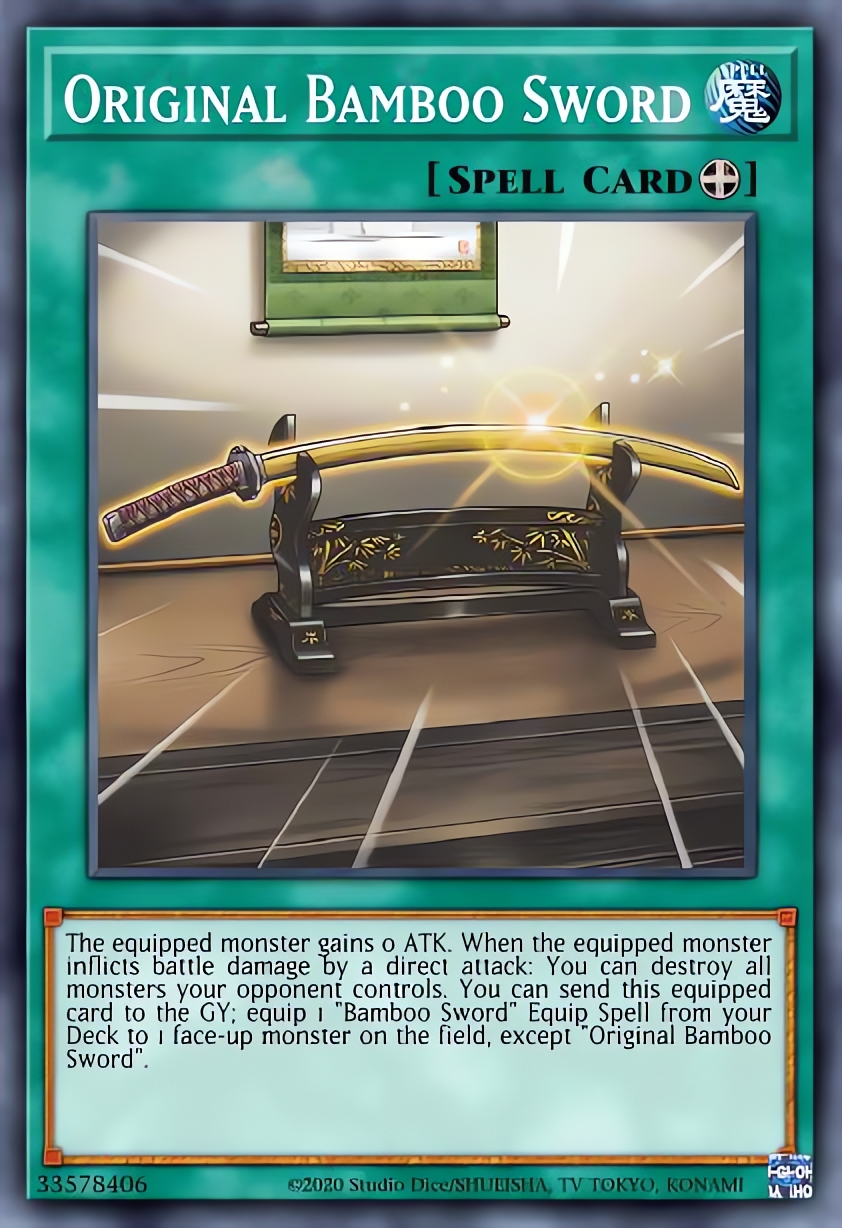 ORIGINAL BAMBOO SWORD
魔
[SPELL CARD]
The equipped monster gains 0 ATK. When the equipped monster
inflicts battle damage by a direct attack: You can destroy all
monsters your opponent controls. You can send this equipped
card to the GY; equip 1 "Bamboo Sword" Equip Spell from your
Deck to 1 face-up monster on the field, except "Original Bamboo
Sword".
33578406
©2020 Studio Dice/SHUEISHA, TV TOKYO, KONAMI